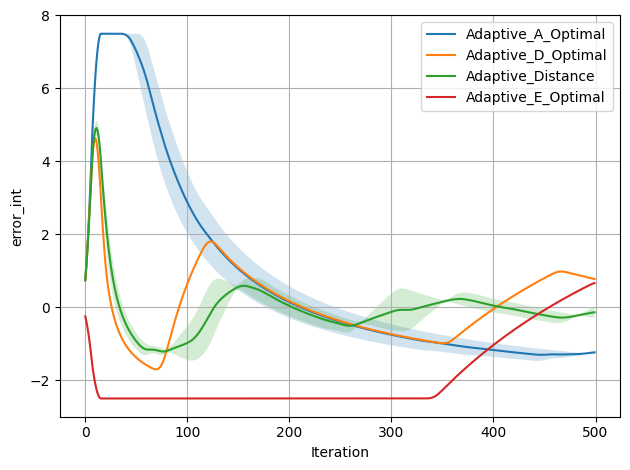 Adaptive_A_Optimal
Adaptive_D_Optimal
Adaptive_Distance
Adaptive_E_Optimal
8
6
4
2
0
−2
error_int
0 100 200 300 400 500
Iteration